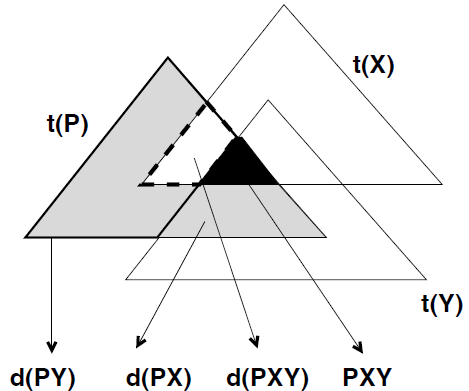 t(X)
t(P)
t(Y)
d(PY) d(PX) d(PXY) PXY